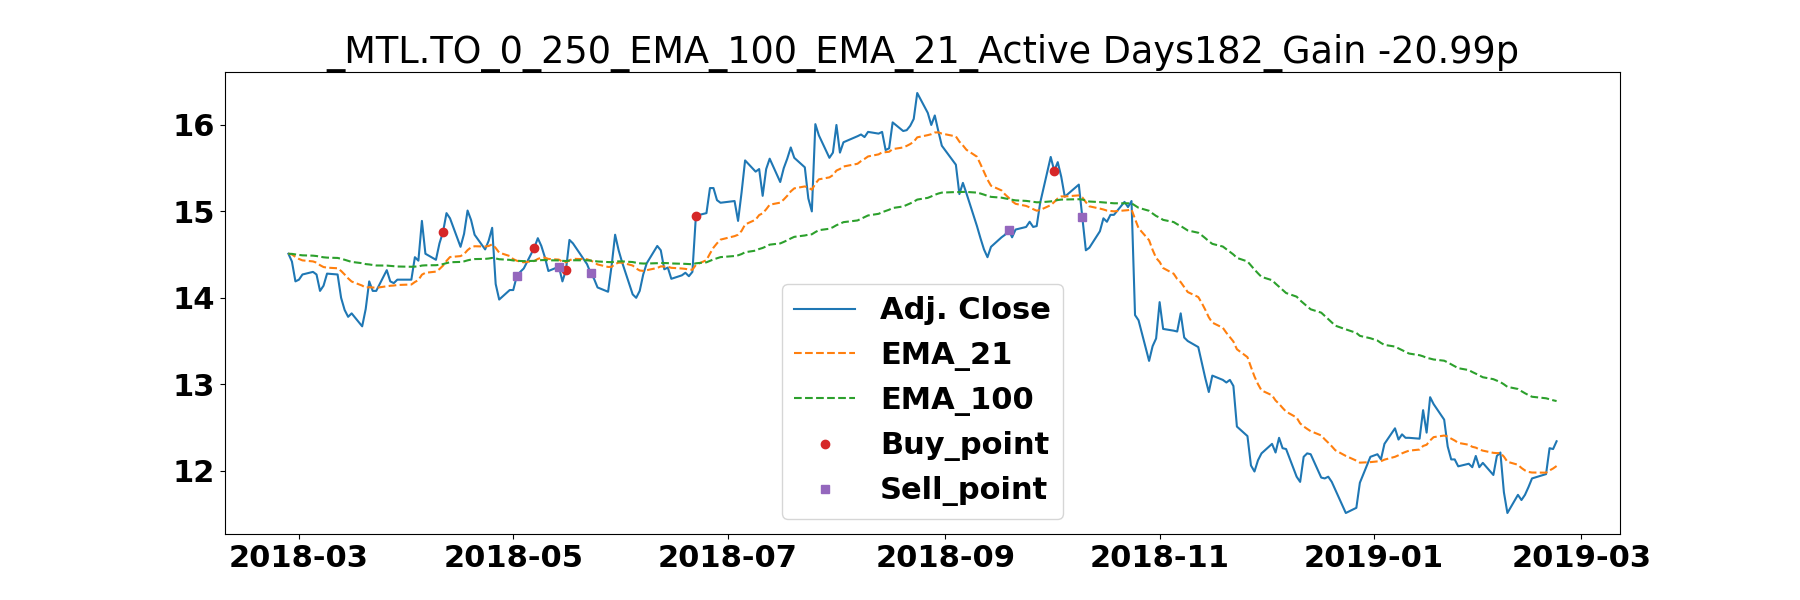 _MTL.TO_0_250_EMA_100_EMA_21_Active Days182_Gain -20.99p
16
15
14
13
12
Adj. Close
EMA_21
EMA_100
Buy_point
Sell_point
2018-03 2018-05 2018-07 2018-09 2018-11 2019-01 2019-03